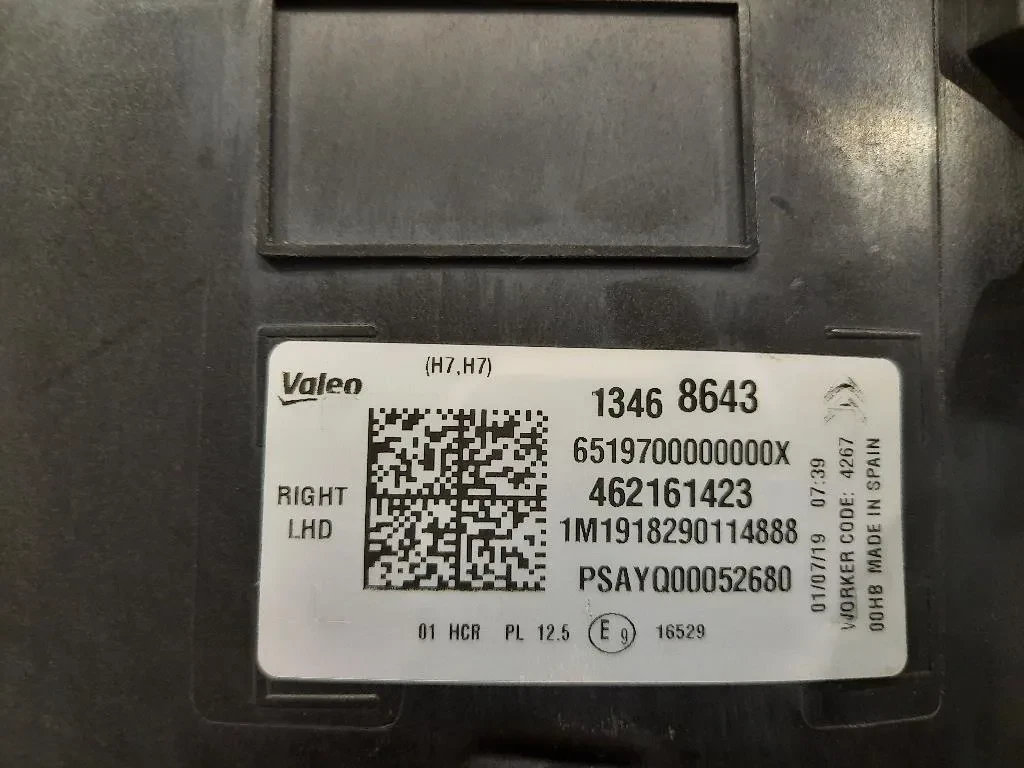 (H7,H7)
Valeo
1346 8643
6519700000000X
462161423
1M1918290114888
PSAYQ00052680
RIGHT
LHD
01 HCR PL 12.5 E9 16529
01/07/19 07:39
WORKER CODE: 4267
00HB MADE IN SPAIN